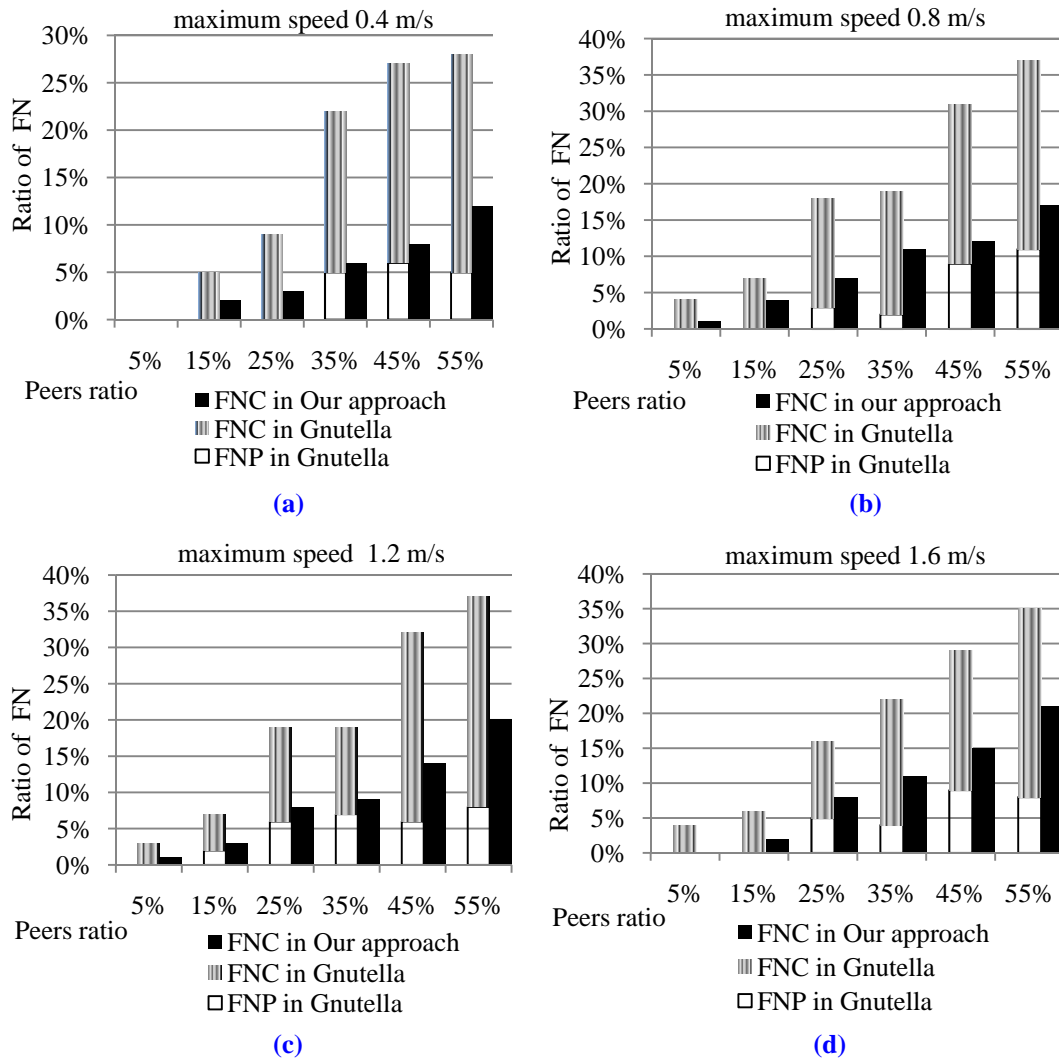 maximum speed 0.4 m/s
Ratio of FN
30%
25%
20%
15%
10%
5%
0%
5% 15% 25% 35% 45% 55%
Peers ratio
FNC in Our approach
FNC in Gnutella
FNP in Gnutella
(a)
maximum speed 0.8 m/s
Ratio of FN
40%
35%
30%
25%
20%
15%
10%
5%
0%
5% 15% 25% 35% 45% 55%
Peers ratio
FNC in our approach
FNC in Gnutella
FNP in Gnutella
(b)
maximum speed 1.2 m/s
Ratio of FN
40%
35%
30%
25%
20%
15%
10%
5%
0%
5% 15% 25% 35% 45% 55%
Peers ratio
FNC in Our approach
FNC in Gnutella
FNP in Gnutella
(c)
maximum speed 1.6 m/s
Ratio of FN
40%
35%
30%
25%
20%
15%
10%
5%
0%
5% 15% 25% 35% 45% 55%
Peers ratio
FNC in Our approach
FNC in Gnutella
FNP in Gnutella
(d)